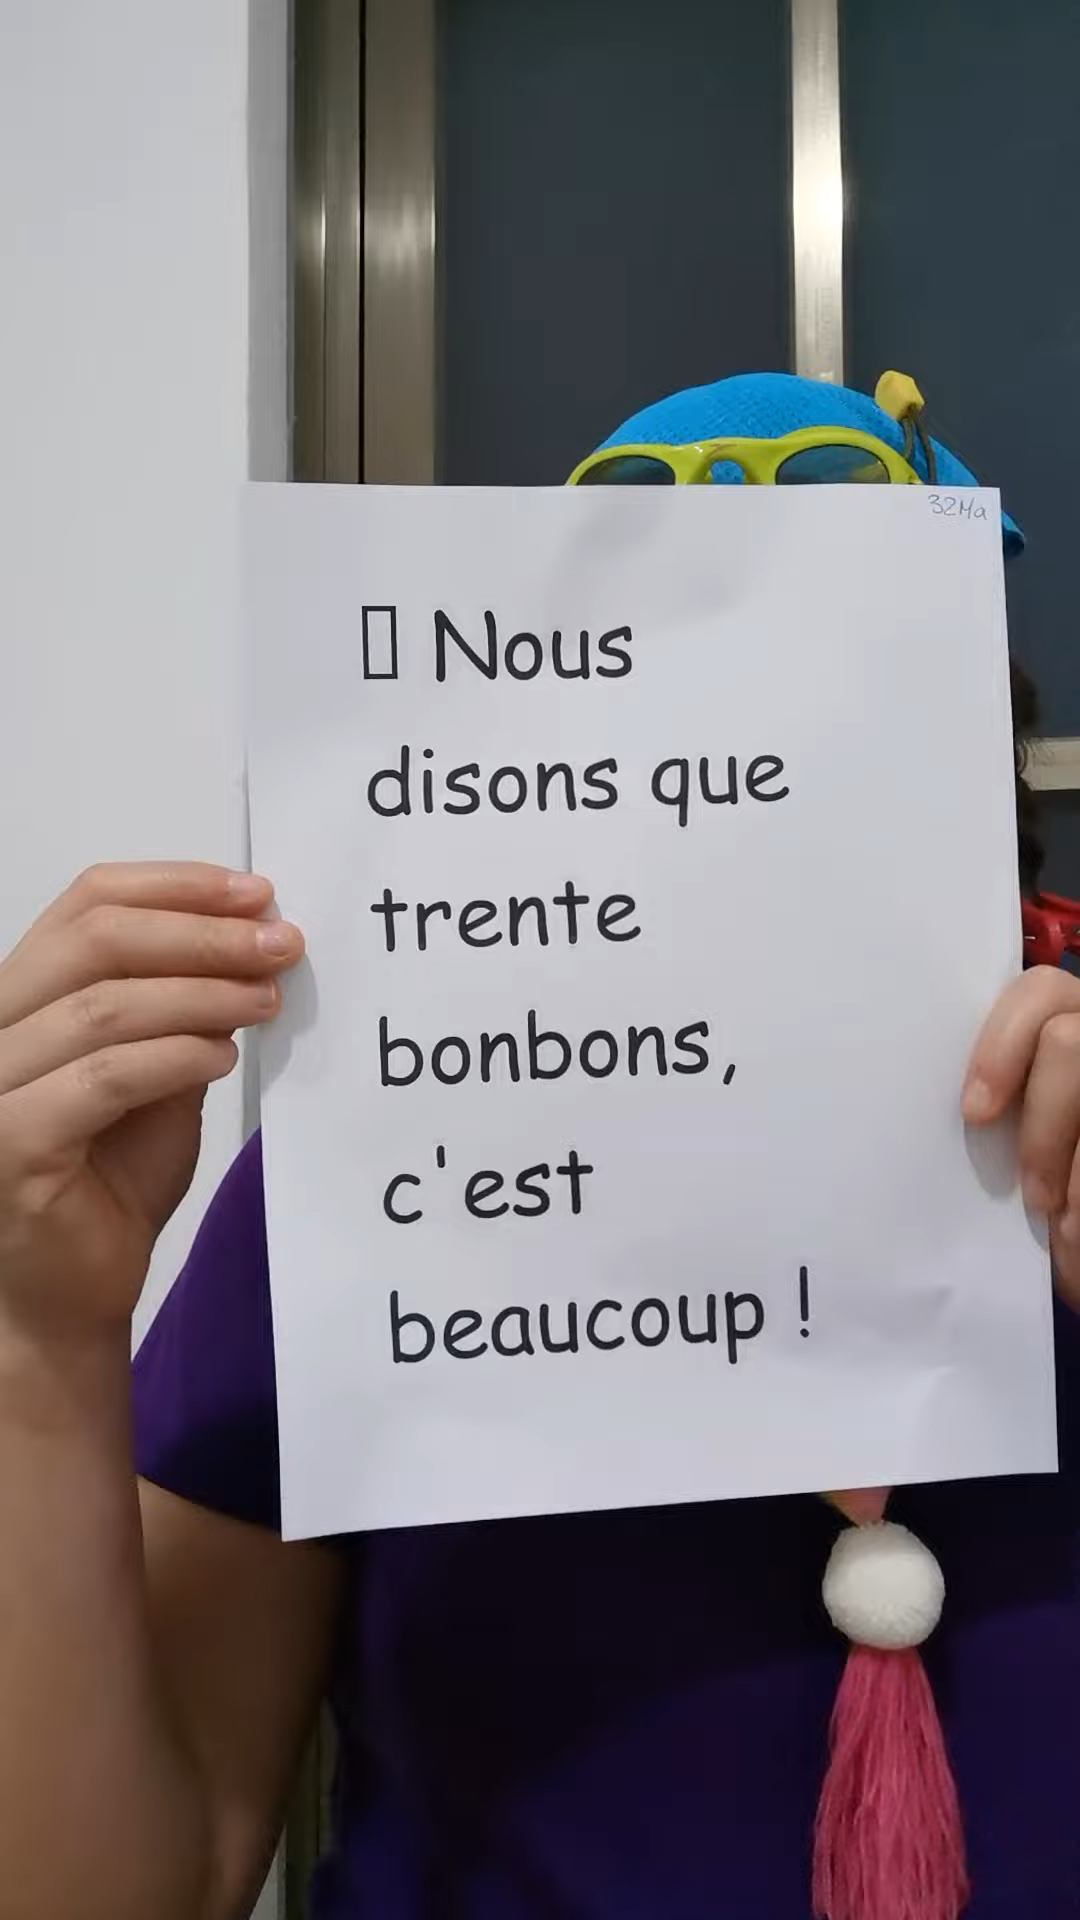 32Ma
▯ Nous
disons que
trente
bonbons,
c'est
beaucoup !